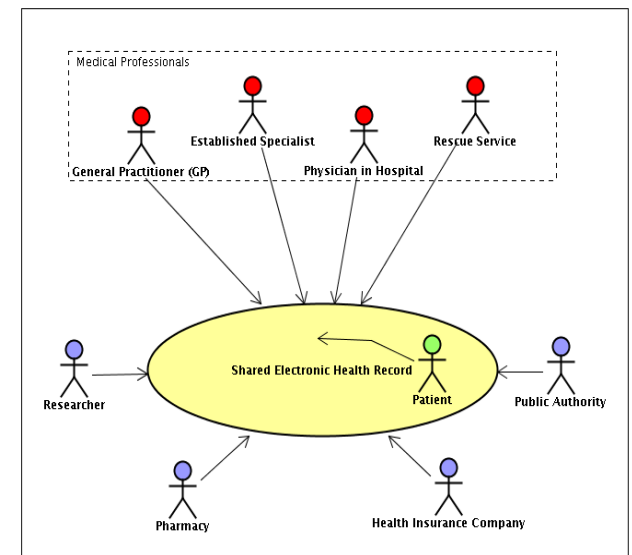 Medical Professionals
Established Specialist
Rescue Service
General Practitioner (GP)
Physician in Hospital
Shared Electronic Health Record
Patient
Researcher
Public Authority
Pharmacy
Health Insurance Company